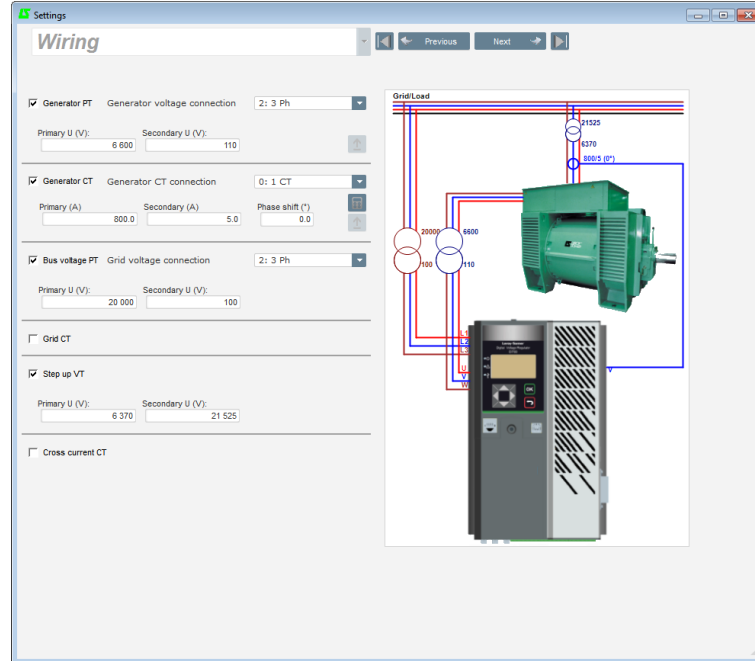 Settings
Wiring
Previous
Next
Generator PT Generator voltage connection 2: 3 Ph
Primary U (V): Secondary U (V):
6 600 110
Generator CT Generator CT connection 0: 1 CT
Primary (A) Secondary (A) Phase shift (°)
800.0 5.0 0.0
Bus voltage PT Grid voltage connection 2: 3 Ph
Primary U (V): Secondary U (V):
20 000 100
Grid CT
Step up VT
Primary U (V): Secondary U (V):
6 370 21 525
Cross current CT
Grid/Load
21525
6370
800/5 (0°)
20000 6600
100 110
L1
L2
L3
U
V
W
V
OK